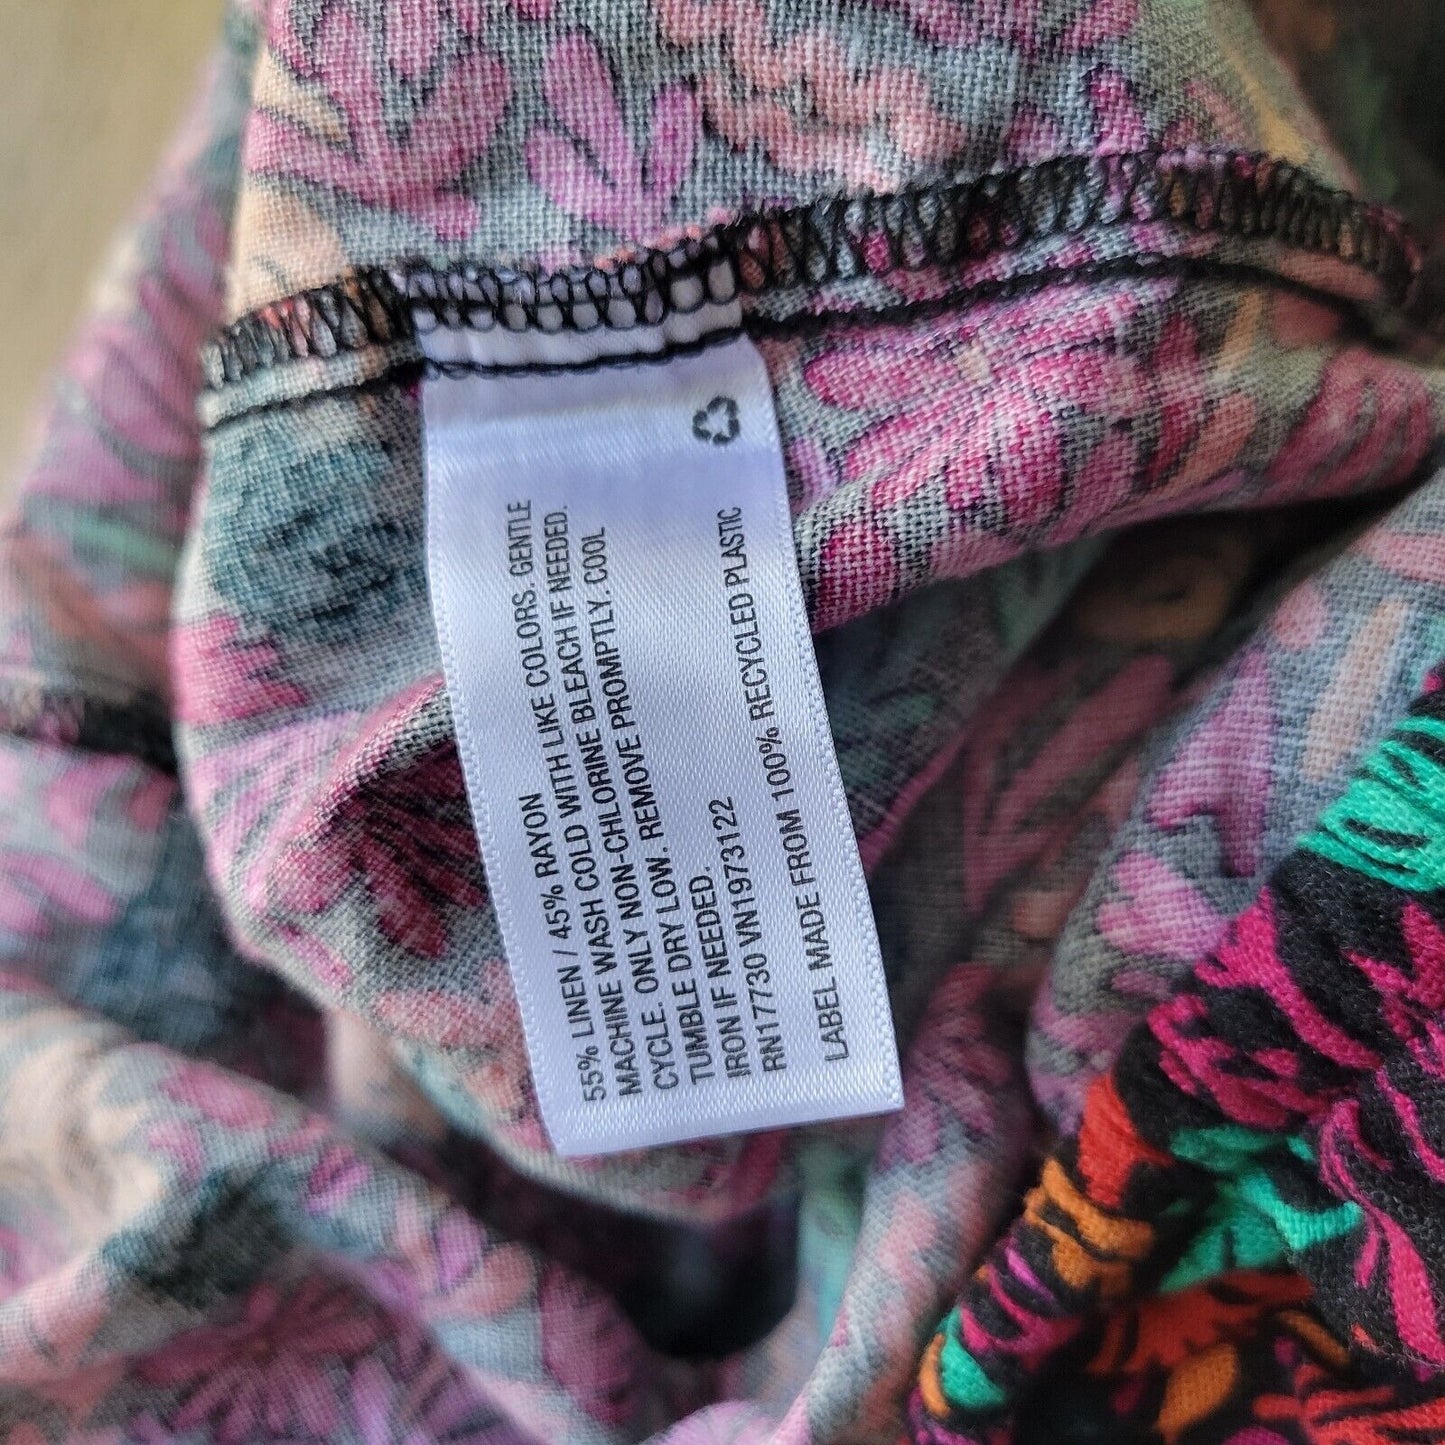 55% LINEN / 45% RAYON
MACHINE WASH COLD WITH LIKE COLORS. GENTLE
CYCLE. ONLY NON-CHLORINE BLEACH IF NEEDED.
TUMBLE DRY LOW. REMOVE PROMPTLY. COOL
IRON IF NEEDED.
RN17730 VN1973122
LABEL MADE FROM 100% RECYCLED PLASTIC